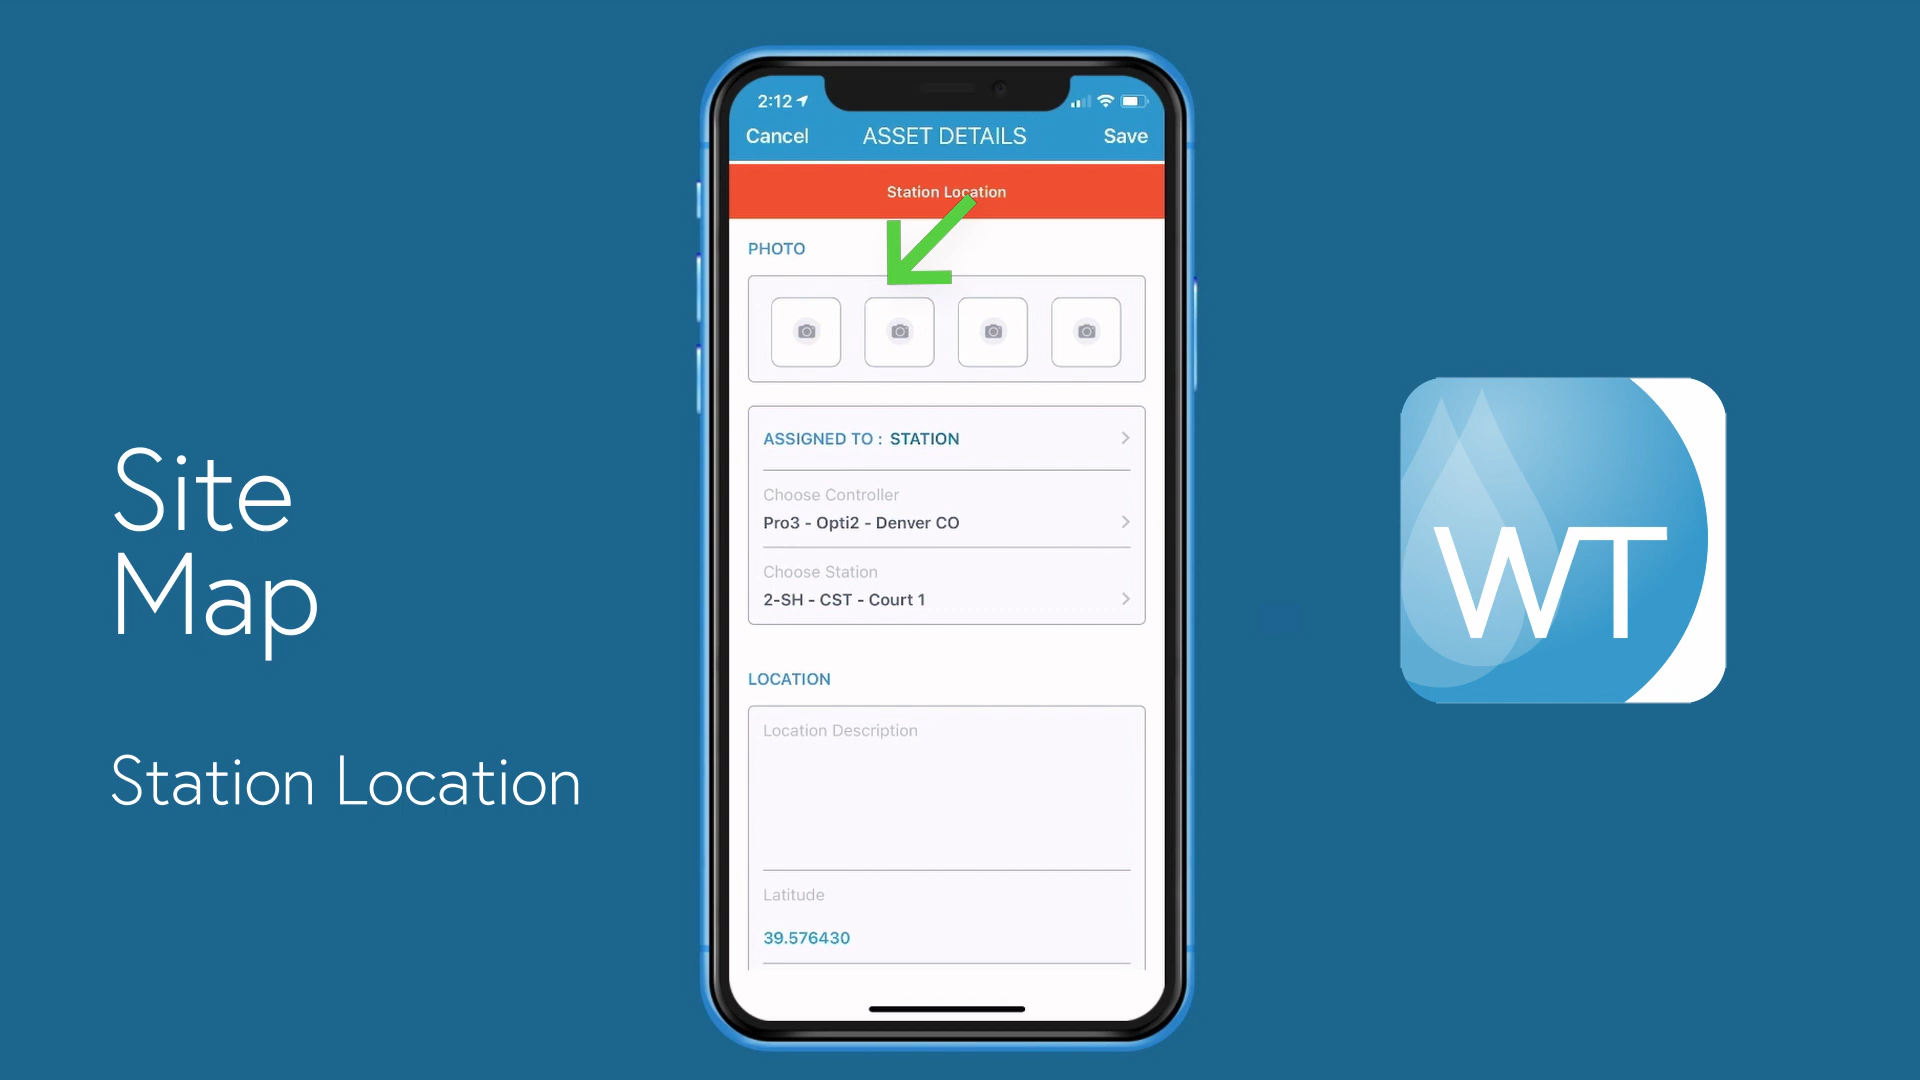 Site
Map
Station Location
2:12
Cancel ASSET DETAILS Save
Station Location
PHOTO
ASSIGNED TO : STATION
Choose Controller
Pro3 - Opti2 - Denver CO
Choose Station
2-SH - CST - Court 1
LOCATION
Location Description
Latitude
39.576430
WT